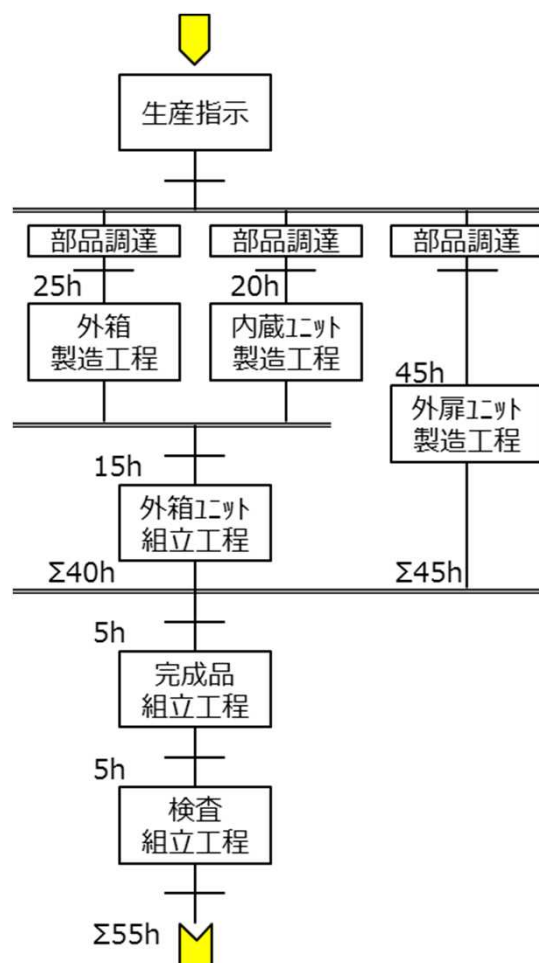 生産指示
部品調達
部品調達
部品調達
25h
20h
外箱
製造工程
内蔵ﾕﾆｯﾄ
製造工程
45h
外扉ﾕﾆｯﾄ
製造工程
15h
外箱ﾕﾆｯﾄ
組立工程
Σ40h
Σ45h
5h
完成品
組立工程
5h
検査
組立工程
Σ55h